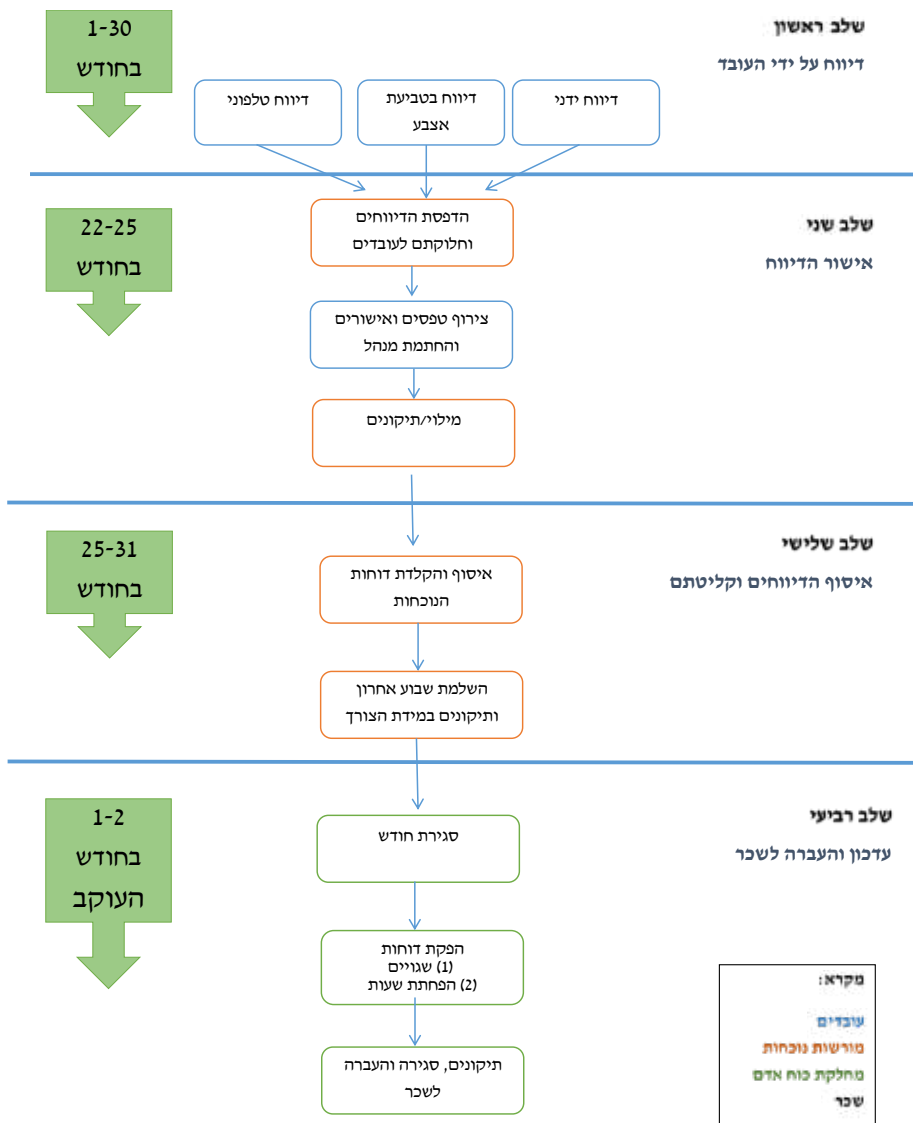 שלב ראשון
דיווח על ידי העובד
1-30
בחודש
דיווח ידני
דיווח בטביעת
אצבע
דיווח טלפוני
שלב שני
אישור הדיווח
22-25
בחודש
הדפסת הדיווחים
וחלוקתם לעובדים
צירוף טפסים ואישורים
והחתמת מנהל
מילוי/תיקונים
שלב שלישי
איסוף הדיווחים וקליטתם
25-31
בחודש
איסוף והקלדת דוחות
הנוכחות
השלמת שבוע אחרון
ותיקונים במידת הצורך
שלב רביעי
עדכון והעברה לשכר
1-2
בחודש
העוקב
סגירת חודש
הפקת דוחות
(1) שגויים
(2) הפחתת שעות
תיקונים, סגירה והעברה
לשכר
מקרא:
עובדים
מורשות נוכחות
מחלקת כוח אדם
שכר